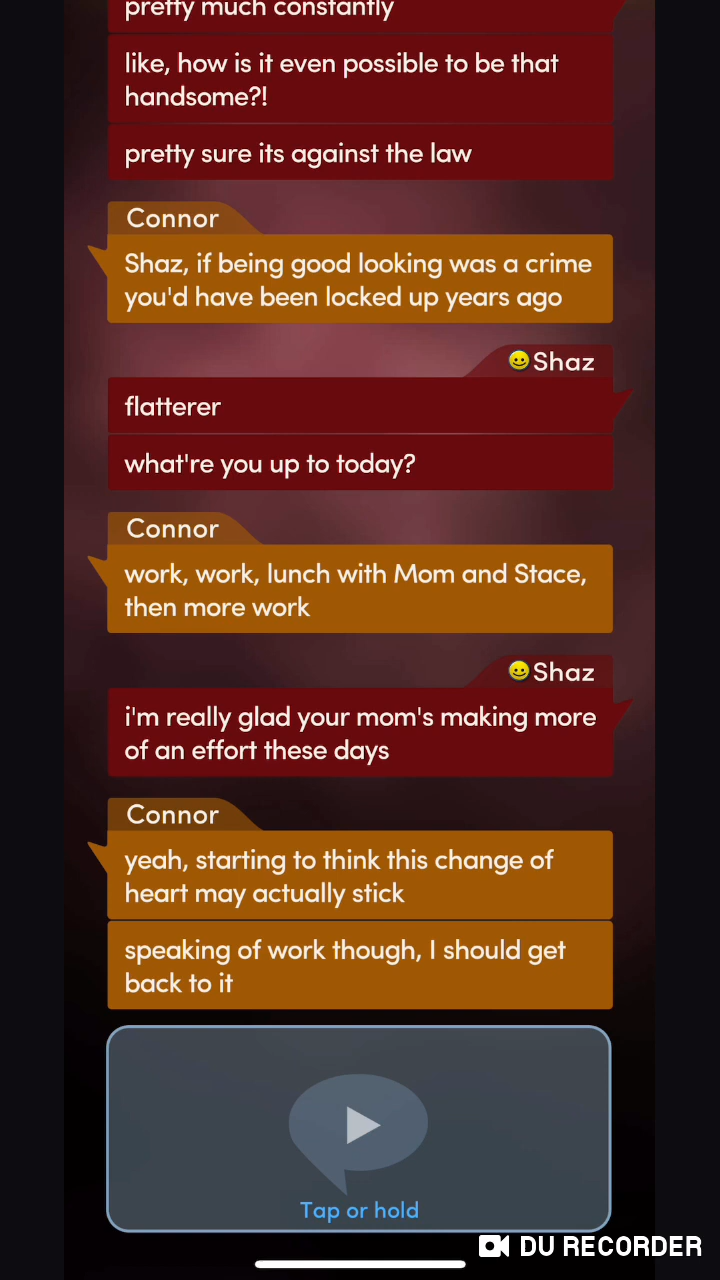 pretty much constantly
like, how is it even possible to be that
handsome?!
pretty sure its against the law
Connor
Shaz, if being good looking was a crime
you'd have been locked up years ago
Shaz
flatterer
what're you up to today?
Connor
work, work, lunch with Mom and Stace,
then more work
Shaz
i'm really glad your mom's making more
of an effort these days
Connor
yeah, starting to think this change of
heart may actually stick
speaking of work though, I should get
back to it
Tap or hold
DU RECORDER